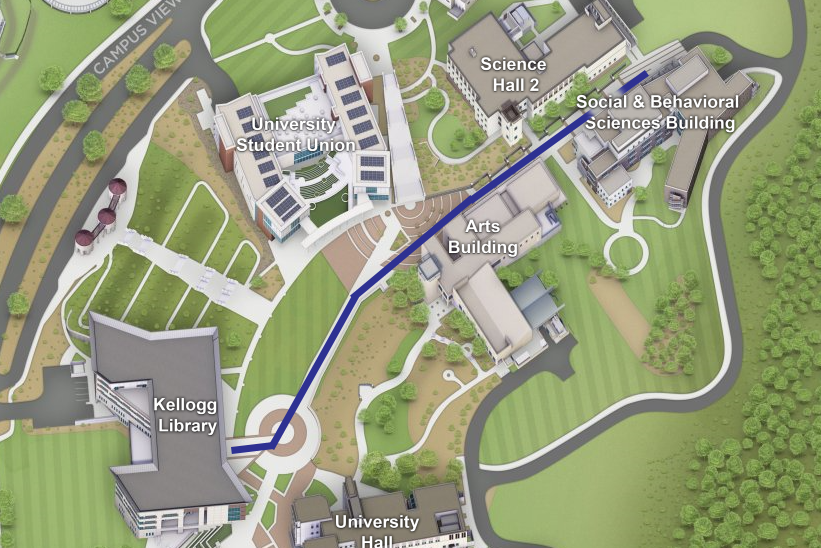 CAMPUS VIEW
Science
Hall 2
Social & Behavioral
Sciences Building
University
Student Union
Arts
Building
Kellogg
Library
University
Hall